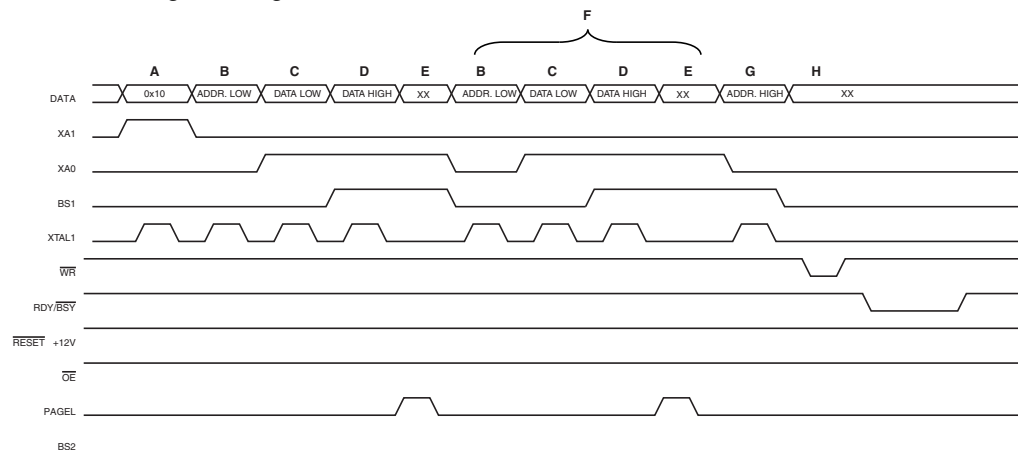 F
A B C D E B C D E G H
DATA 0x10 ADDR. LOW DATA LOW DATA HIGH XX ADDR. LOW DATA LOW DATA HIGH XX ADDR. HIGH XX
XA1
XA0
BS1
XTAL1
WR
RDY/BSY
RESET +12V
OE
PAGEL
BS2